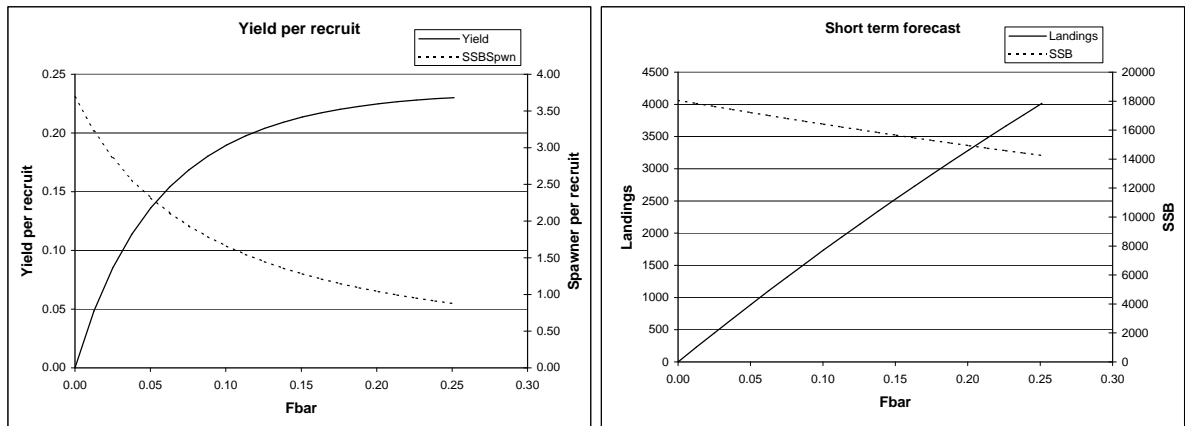 Yield per recruit
Yield
SSBSpwn
0.25
0.20
0.15
0.10
0.05
0.00
4.00
3.50
3.00
2.50
2.00
1.50
1.00
0.50
0.00
Yield per recruit
Spawner per recruit
0.00 0.05 0.10 0.15 0.20 0.25 0.30
Fbar
Short term forecast
Landings
SSB
4500
4000
3500
3000
2500
2000
1500
1000
500
0
20000
18000
16000
14000
12000
10000
8000
6000
4000
2000
0
Landings
SSB
0.00 0.05 0.10 0.15 0.20 0.25 0.30
Fbar